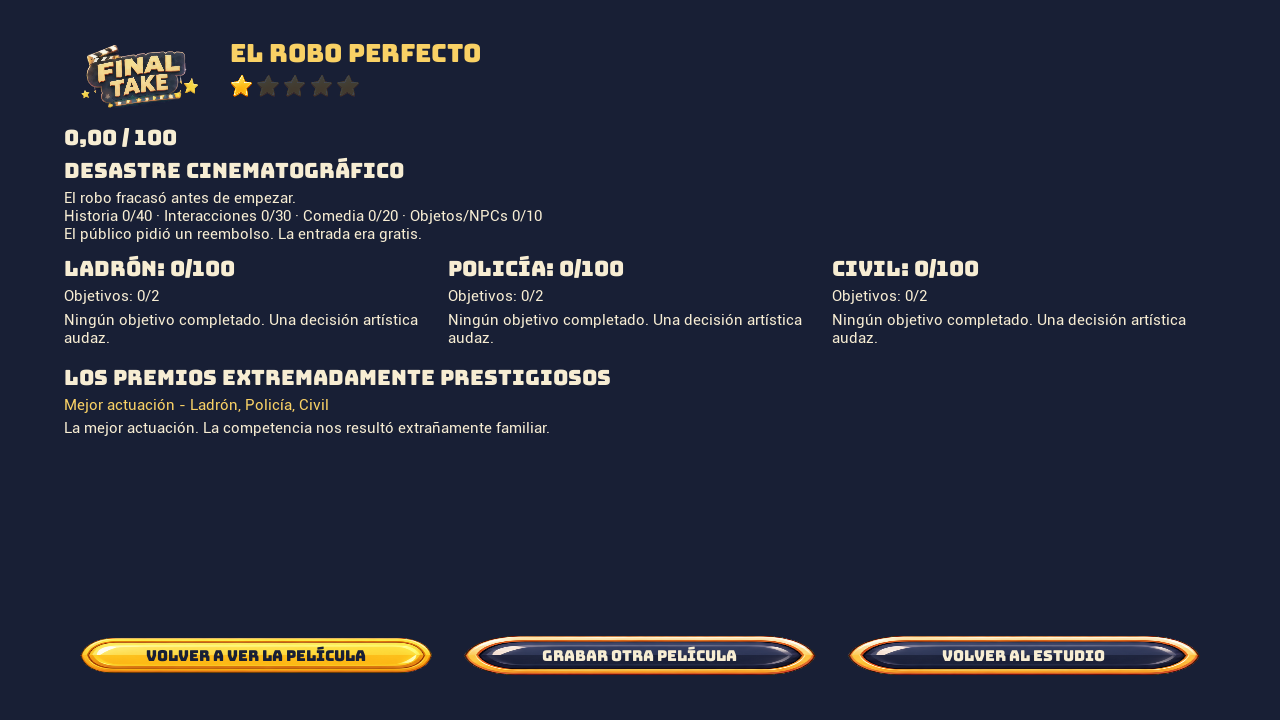 FINAL
TAKE
EL ROBO PERFECTO
0,00 / 100
DESASTRE CINEMATOGRÁFICO
El robo fracasó antes de empezar.
Historia 0/40 · Interacciones 0/30 · Comedia 0/20 · Objetos/NPCs 0/10
El público pidió un reembolso. La entrada era gratis.
LADRÓN: 0/100
Objetivos: 0/2
Ningún objetivo completado. Una decisión artística
audaz.
POLICÍA: 0/100
Objetivos: 0/2
Ningún objetivo completado. Una decisión artística
audaz.
CIVIL: 0/100
Objetivos: 0/2
Ningún objetivo completado. Una decisión artística
audaz.
LOS PREMIOS EXTREMADAMENTE PRESTIGIOSOS
Mejor actuación - Ladrón, Policía, Civil
La mejor actuación. La competencia nos resultó extrañamente familiar.
VOLVER A VER LA PELÍCULA
GRABAR OTRA PELÍCULA
VOLVER AL ESTUDIO